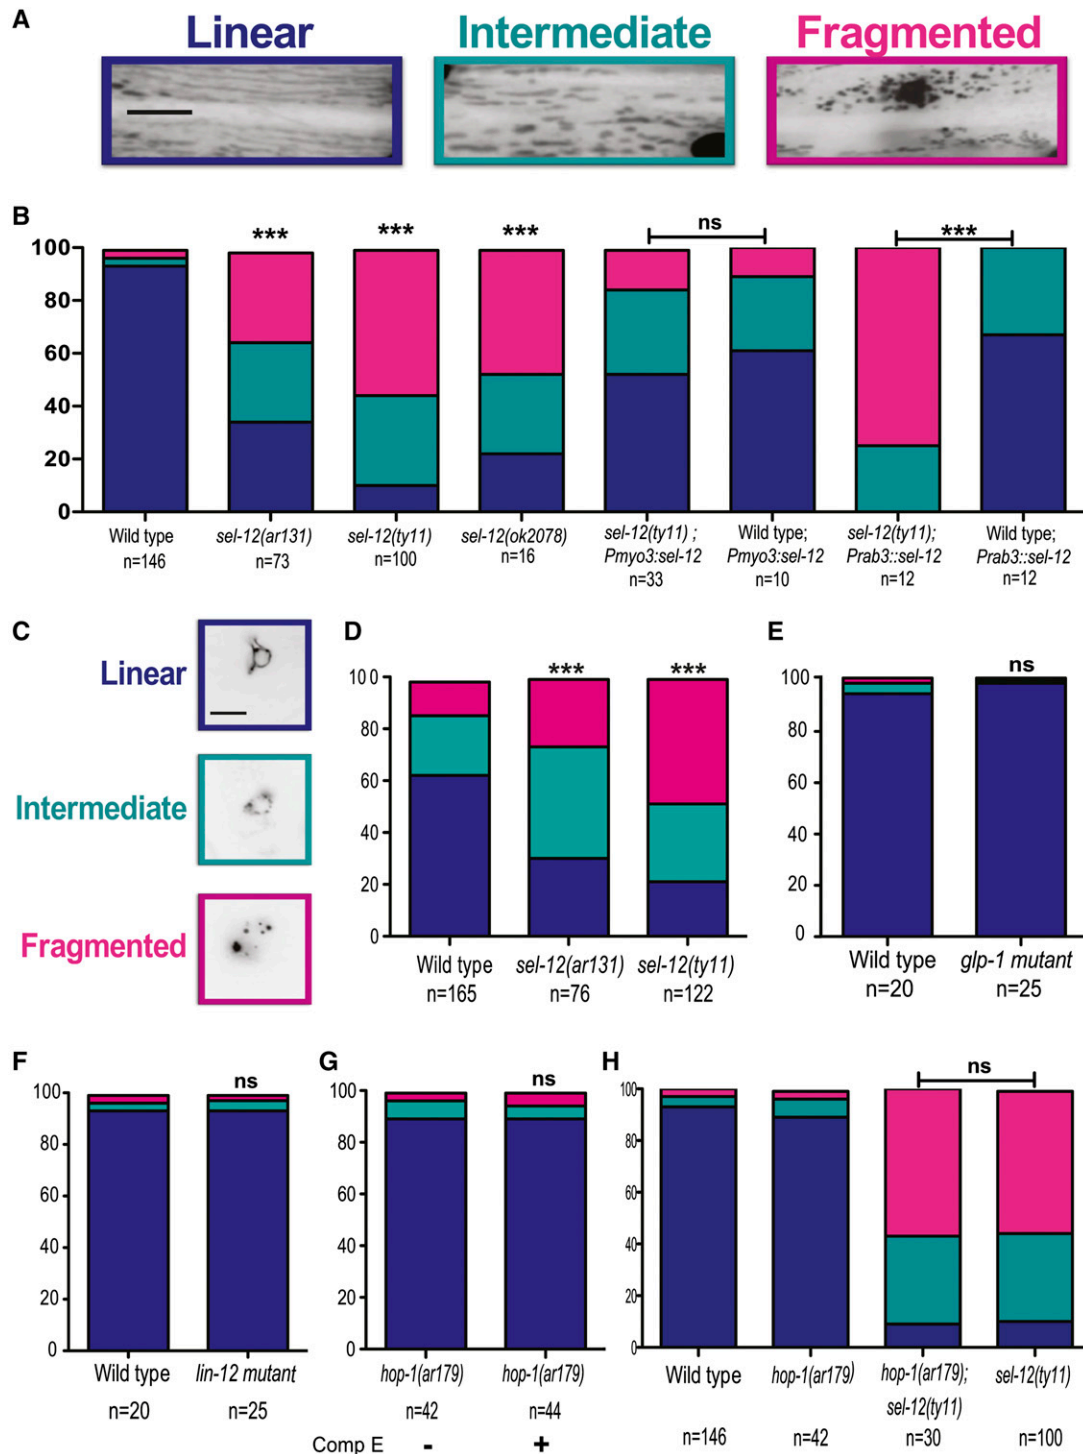 A
Linear Intermediate Fragmented
B
*** *** *** ns ***
100
80
60
40
20
0
Wild type
n=146
sel-12(ar131)
n=73
sel-12(ty11)
n=100
sel-12(ok2078)
n=16
sel-12(ty11) ;
Pmyo3:sel-12
n=33
Wild type;
Pmyo3:sel-12
n=10
sel-12(ty11);
Prab3::sel-12
n=12
Wild type;
Prab3::sel-12
n=12
C
Linear
Intermediate
Fragmented
D
*** ***
100
80
60
40
20
0
Wild type
n=165
sel-12(ar131)
n=76
sel-12(ty11)
n=122
E
ns
100
80
60
40
20
0
Wild type
n=20
glp-1 mutant
n=25
F
ns
100
80
60
40
20
0
Wild type
n=20
lin-12 mutant
n=25
G
ns
100
80
60
40
20
0
hop-1(ar179)
n=42
hop-1(ar179)
n=44
Comp E - +
H
ns
100
80
60
40
20
0
Wild type
n=146
hop-1(ar179)
n=42
hop-1(ar179);
sel-12(ty11)
n=30
sel-12(ty11)
n=100